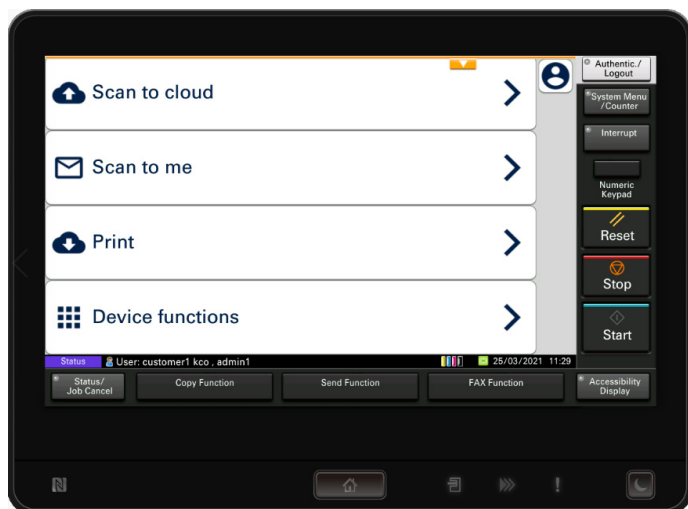 Scan to cloud
Scan to me
Print
Device functions
Authentic./
Logout
System Menu
/Counter
Interrupt
Numeric
Keypad
Reset
Stop
Start
Status User: customer1 kco , admin1 25/03/2021 11:29
Status/
Job Cancel
Copy Function
Send Function
FAX Function
Accessibility
Display